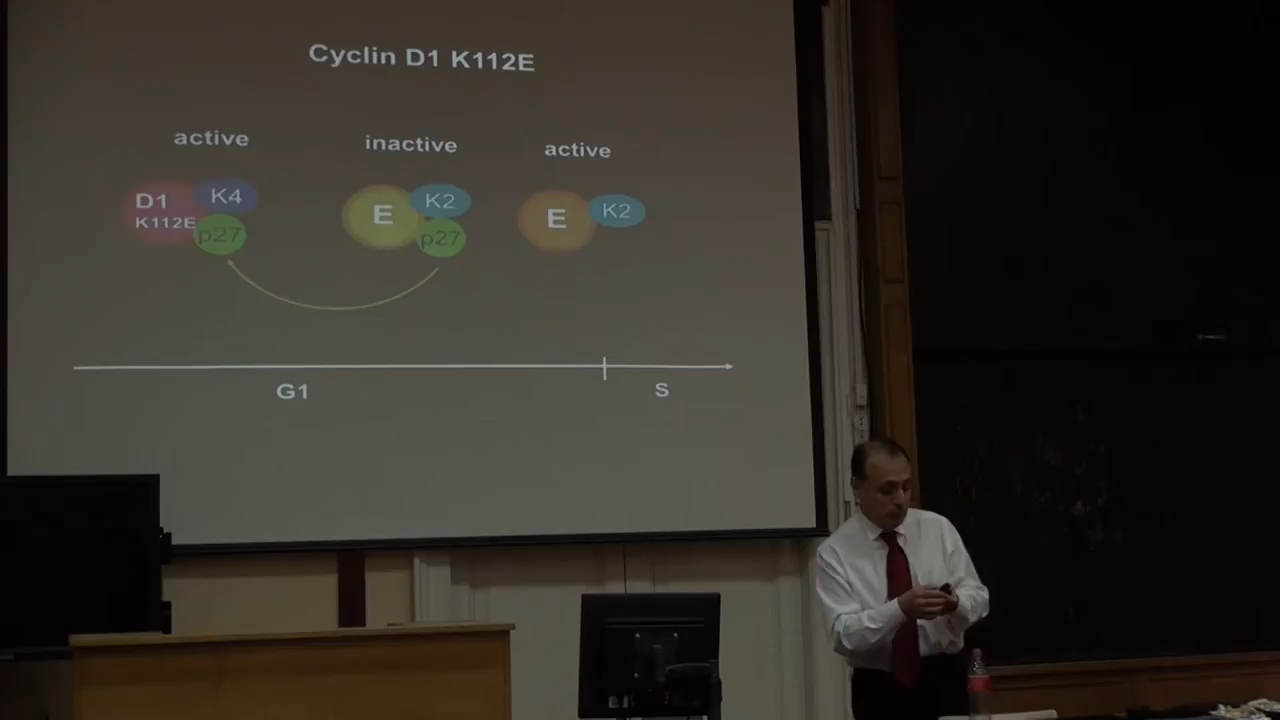 Cyclin D1 K112E
active
inactive
active
D1
K4
K112E
p27
E
K2
p27
E
K2
G1
S